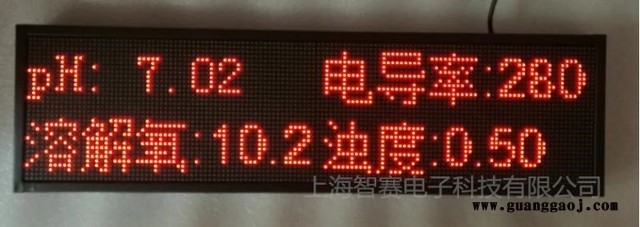 pH: 7.02 电导率:280
溶解氧:10.2 浊度:0.50
上海智赛电子科技有限公司
www.guanggaoj.com